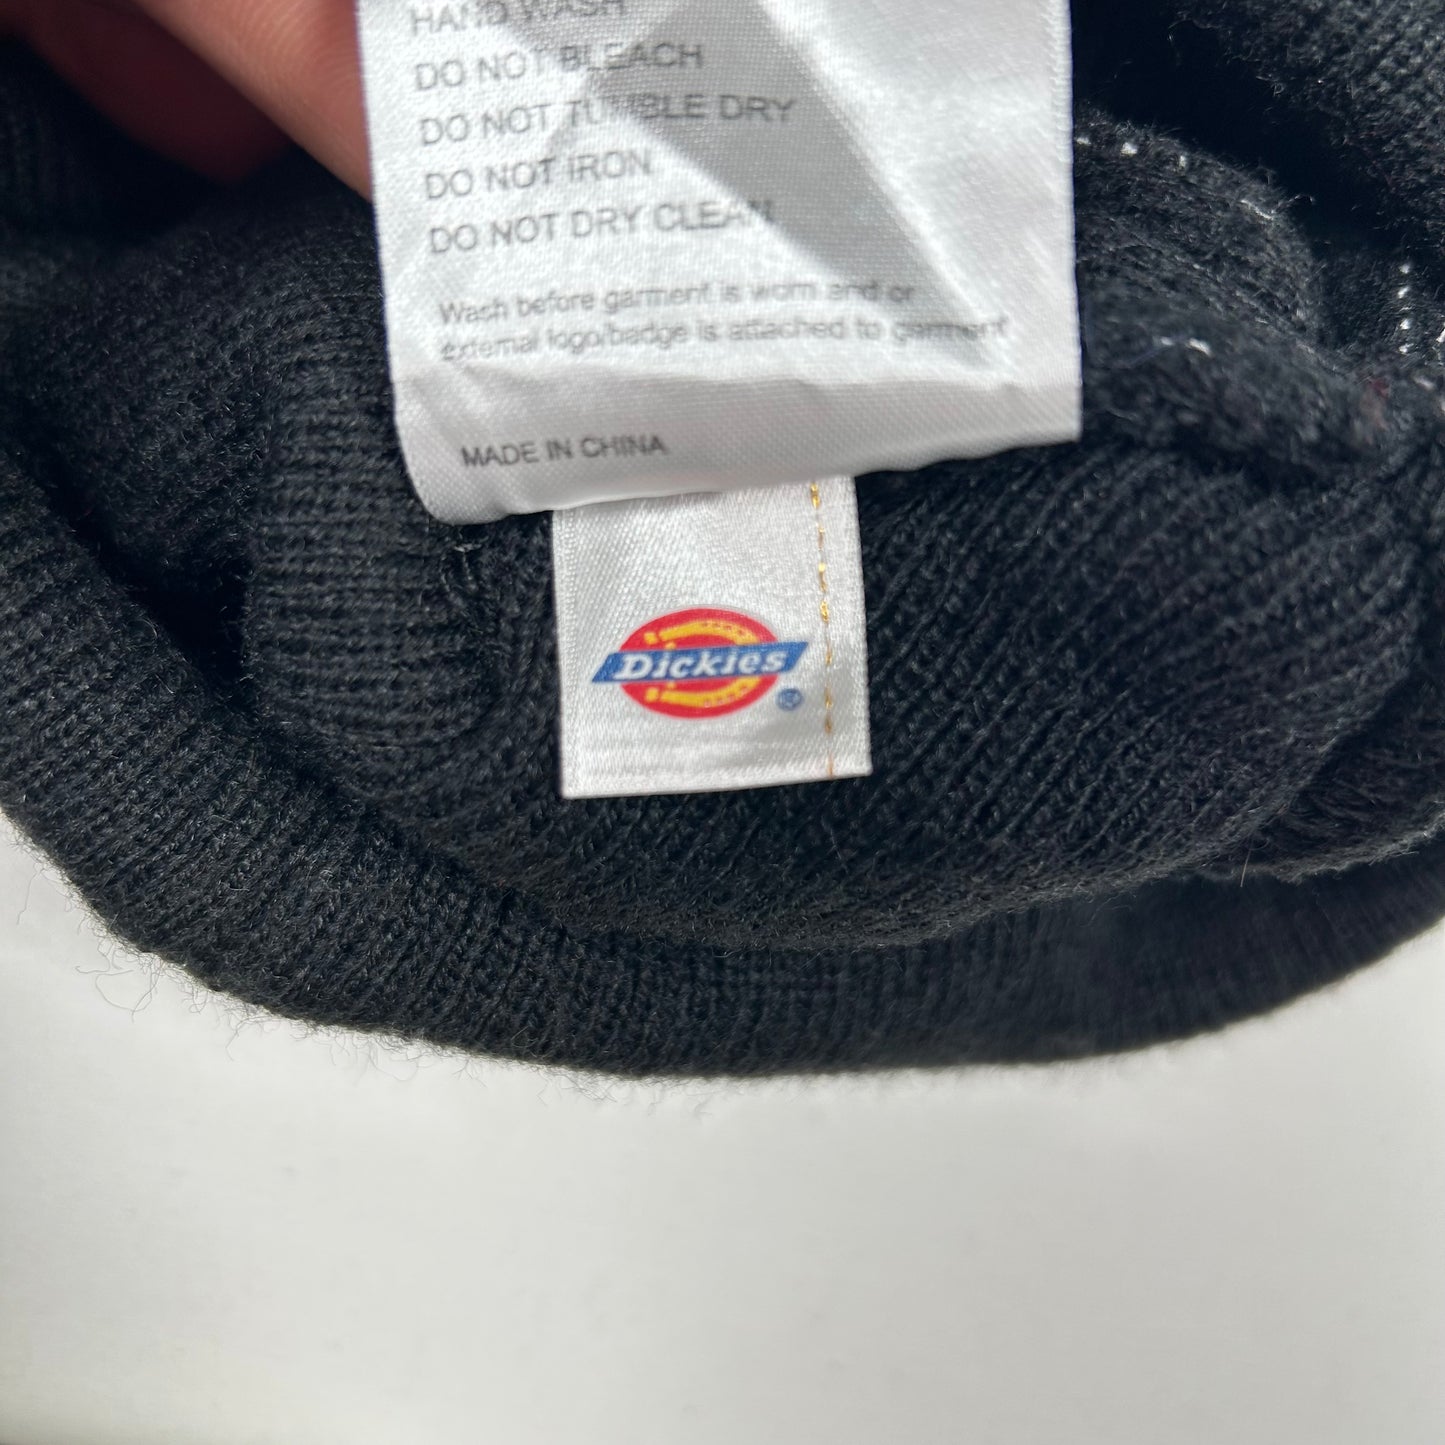 HAND WASH
DO NOT BLEACH
DO NOT TUMBLE DRY
DO NOT IRON
DO NOT DRY CLEAN
Wash before garment is worn and or
external logo/badge is attached to garment
MADE IN CHINA
Dickies
®